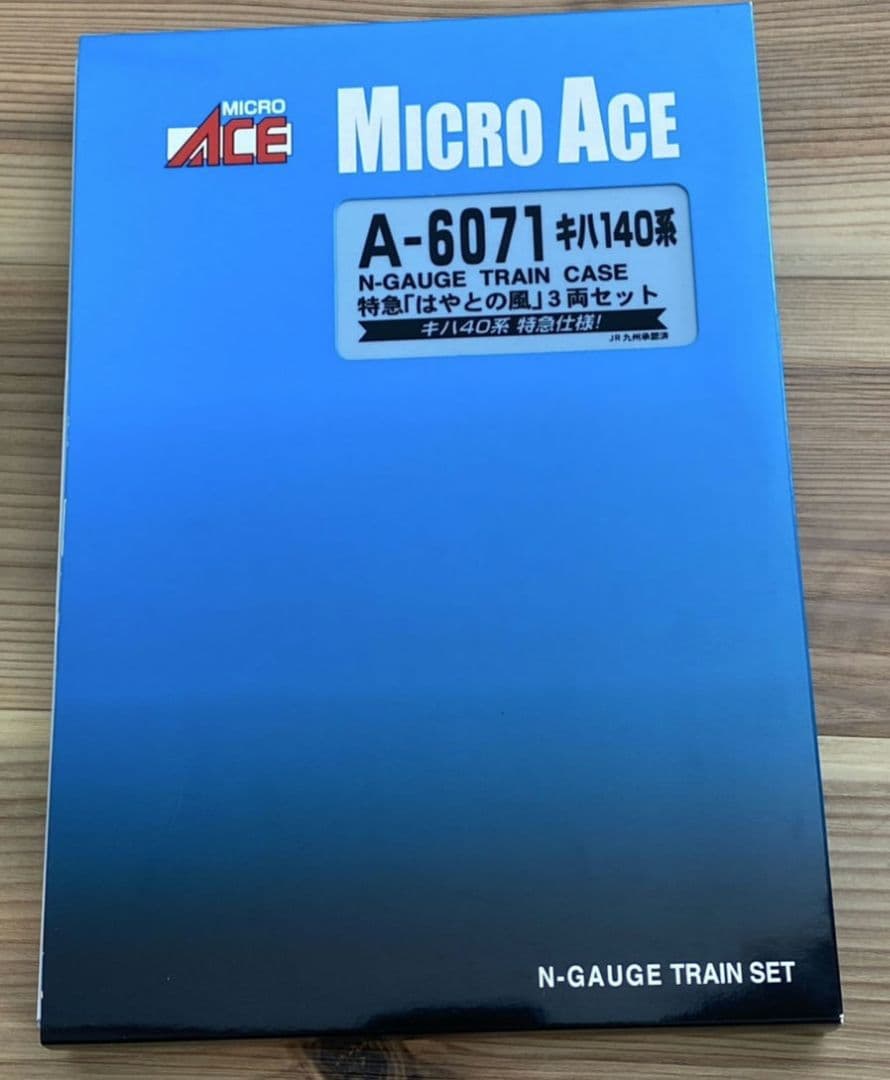 MICRO
ACE
MICRO ACE
A-6071 キハ140系
N-GAUGE TRAIN CASE
特急「はやとの風」3両セット
キハ40系 特急仕様!
JR九州承認済
N-GAUGE TRAIN SET